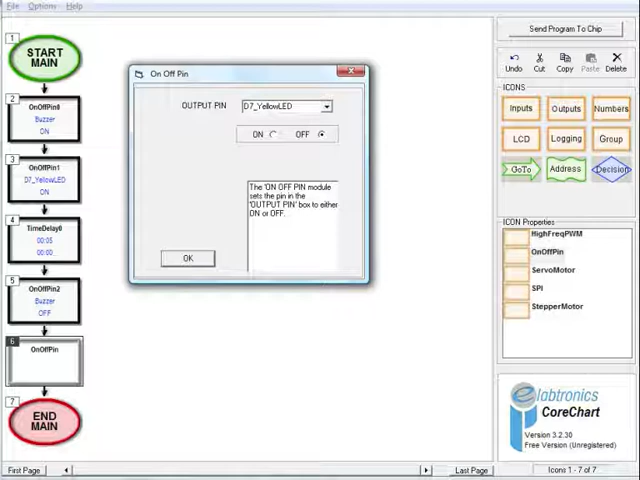 File Options Help
1
START
MAIN
2
OnOffPin0
Buzzer
ON
3
OnOffPin1
D7_YellowLED
ON
4
TimeDelay0
00:05
00:00
5
OnOffPin2
Buzzer
OFF
6
OnOffPin
7
END
MAIN
On Off Pin
OUTPUT PIN
D7_YellowLED
ON OFF
The 'ON OFF PIN module
sets the pin in the
'OUTPUT PIN' box to either
ON or OFF.
OK
Send Program To Chip
Undo Cut Copy Paste Delete
ICONS
Inputs Outputs Numbers
LCD Logging Group
GoTo Address Decision
ICON Properties
HighFreqPWM
OnOffPin
ServoMotor
SPI
StepperMotor
elabtronics
CoreChart
Version 3.2.30
Free Version (Unregistered)
First Page Last Page Icons 1 - 7 of 7